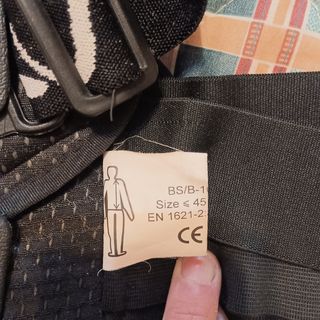 BS/B-1
Size ≤ 45
EN 1621-2:
CE